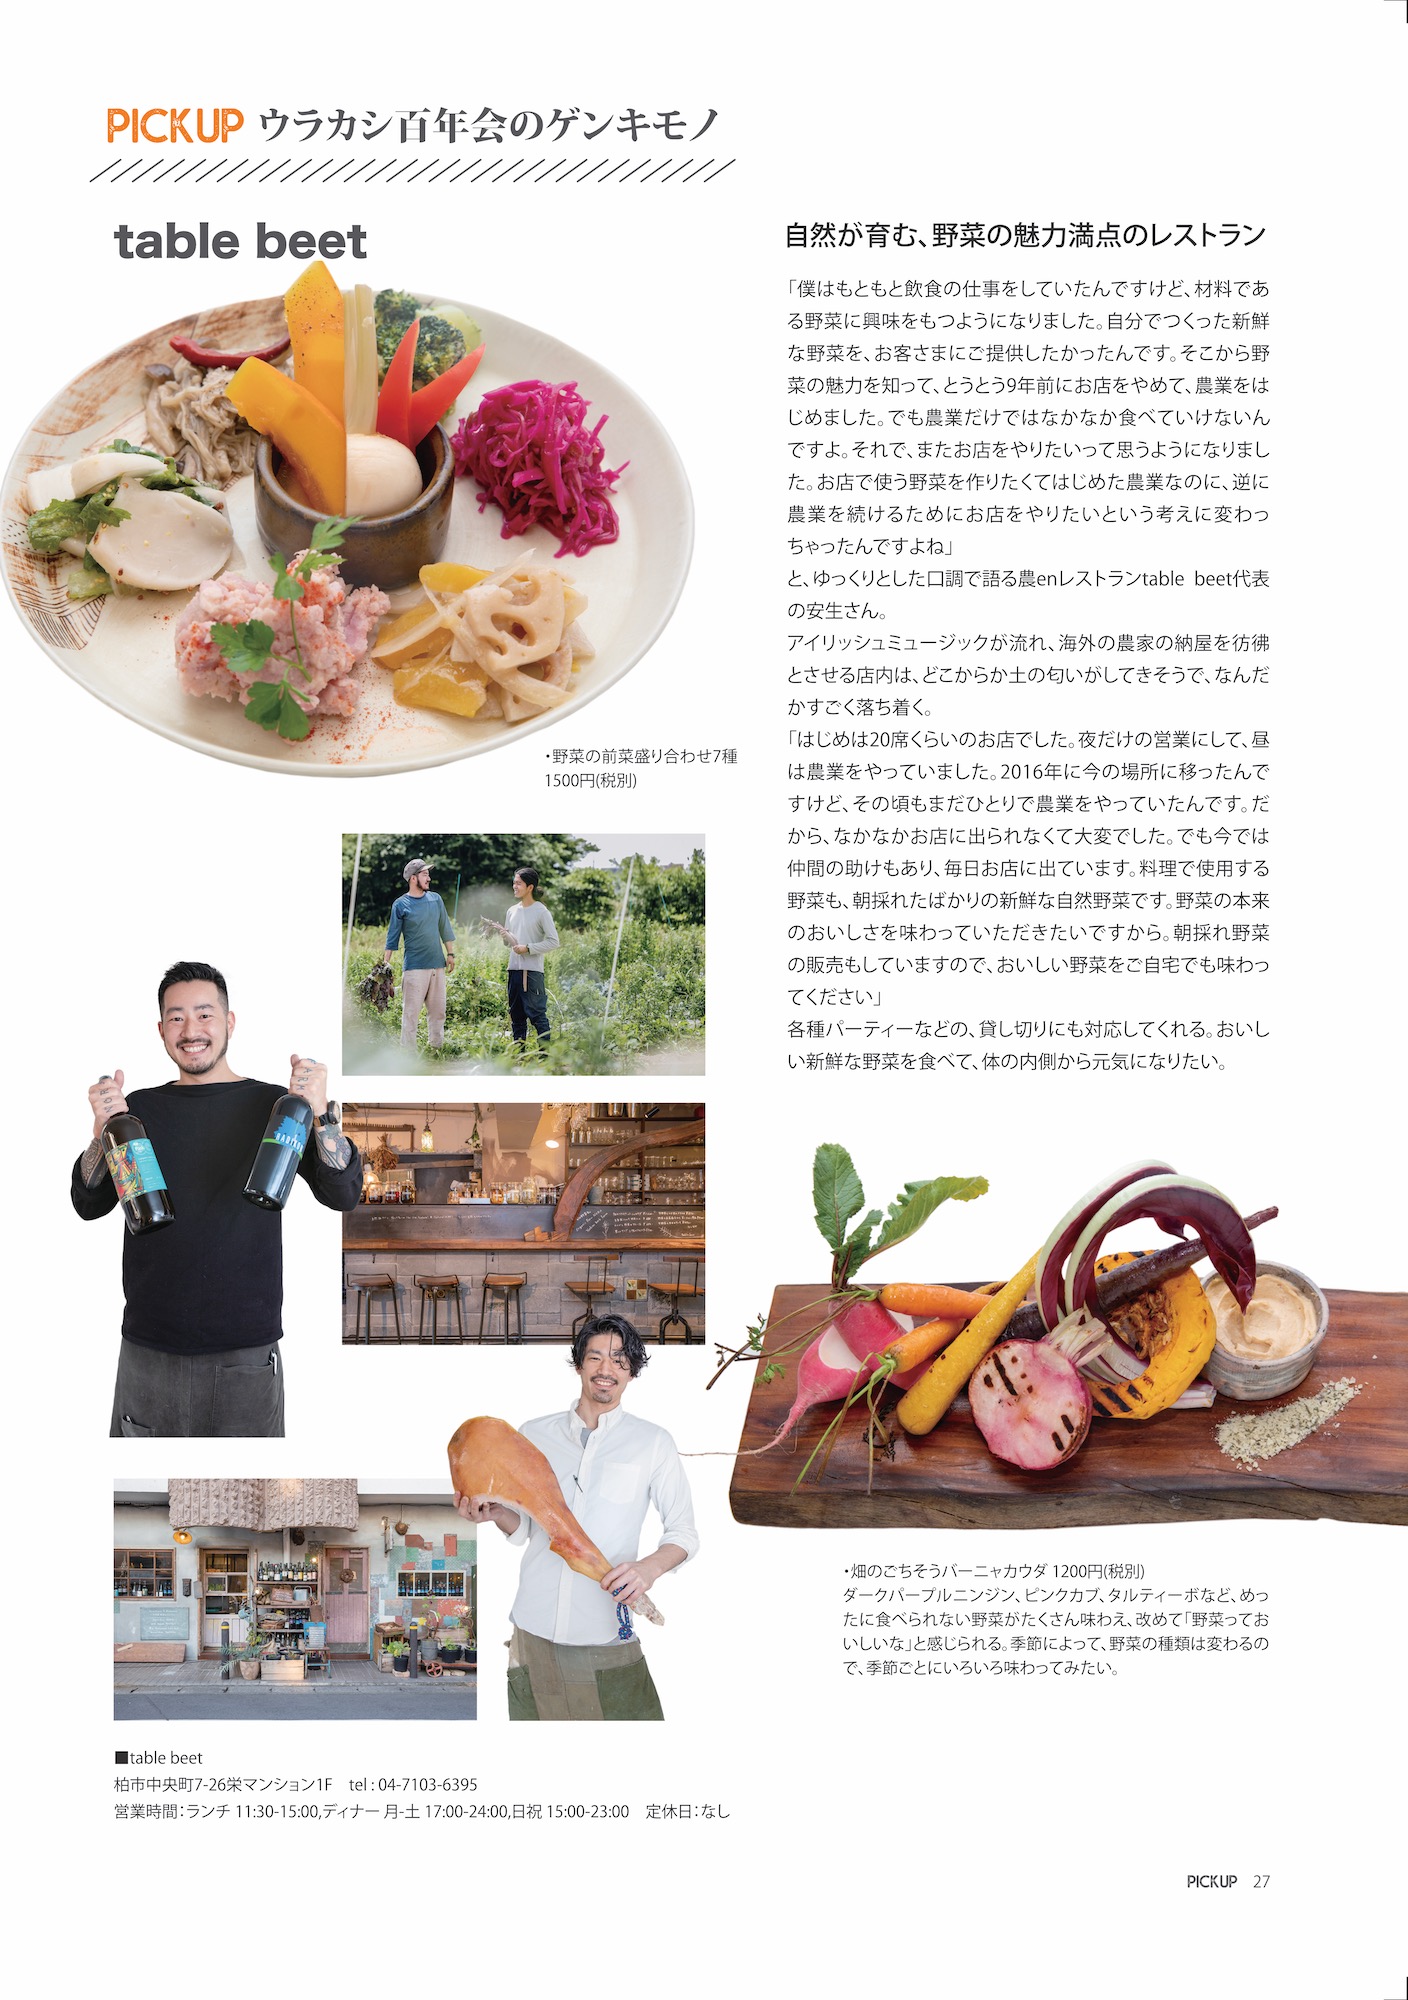 PICKUP ウラカシ百年会のゲンキモノ
table beet
・野菜の前菜盛り合わせ7種
1500円(税別)
自然が育む、野菜の魅力満点のレストラン
「僕はもともと飲食の仕事をしていたんですけど、材料であ
る野菜に興味をもつようになりました。自分でつくった新鮮
な野菜を、お客さまにご提供したかったんです。そこから野
菜の魅力を知って、とうとう9年前にお店をやめて、農業をは
じめました。でも農業だけではなかなか食べていけないん
ですよ。それで、またお店をやりたいって思うようになりまし
た。お店で使う野菜を作りたくてはじめた農業なのに、逆に
農業を続けるためにお店をやりたいという考えに変わっ
ちゃったんですよね」
と、ゆっくりとした口調で語る農enレストランtable beet代表
の安生さん。
アイリッシュミュージックが流れ、海外の農家の納屋を彷彿
とさせる店内は、どこからか土の匂いがしてきそうで、なんだ
かすごく落ち着く。
「はじめは20席くらいのお店でした。夜だけの営業にして、昼
は農業をやっていました。2016年に今の場所に移ったんで
すけど、その頃もまだひとりで農業をやっていたんです。だ
から、なかなかお店に出られなくて大変でした。でも今では
仲間の助けもあり、毎日お店に出ています。料理で使用する
野菜も、朝採れたばかりの新鮮な自然野菜です。野菜の本来
のおいしさを味わっていただきたいですから。朝採れ野菜
の販売もしていますので、おいしい野菜をご自宅でも味わっ
てください」
各種パーティーなどの、貸し切りにも対応してくれる。おいし
い新鮮な野菜を食べて、体の内側から元気になりたい。
・畑のごちそうバーニャカウダ 1200円(税別)
ダークパープルニンジン、ピンクカブ、タルティーボなど、めっ
たに食べられない野菜がたくさん味わえ、改めて「野菜ってお
いしいな」と感じられる。季節によって、野菜の種類は変わるの
で、季節ごとにいろいろ味わってみたい。
■table beet
柏市中央町7-26栄マンション1F tel : 04-7103-6395
営業時間：ランチ 11:30-15:00,ディナー 月-土 17:00-24:00,日祝 15:00-23:00 定休日：なし
PICKUP 27